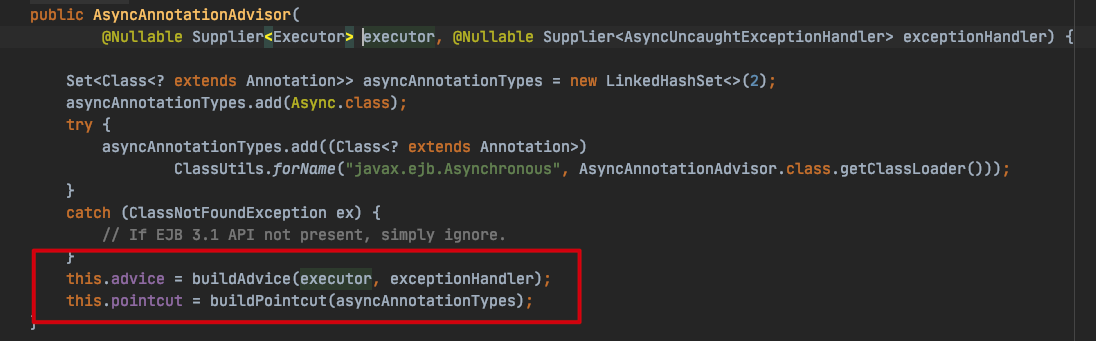 public AsyncAnnotationAdvisor(
@Nullable Supplier<Executor> executor, @Nullable Supplier<AsyncUncaughtExceptionHandler> exceptionHandler) {
Set<Class<? extends Annotation>> asyncAnnotationTypes = new LinkedHashSet<>(2);
asyncAnnotationTypes.add(Async.class);
try {
asyncAnnotationTypes.add((Class<? extends Annotation>)
ClassUtils.forName("javax.ejb.Asynchronous", AsyncAnnotationAdvisor.class.getClassLoader()));
}
catch (ClassNotFoundException ex) {
// If EJB 3.1 API not present, simply ignore.
}
this.advice = buildAdvice(executor, exceptionHandler);
this.pointcut = buildPointcut(asyncAnnotationTypes);
}